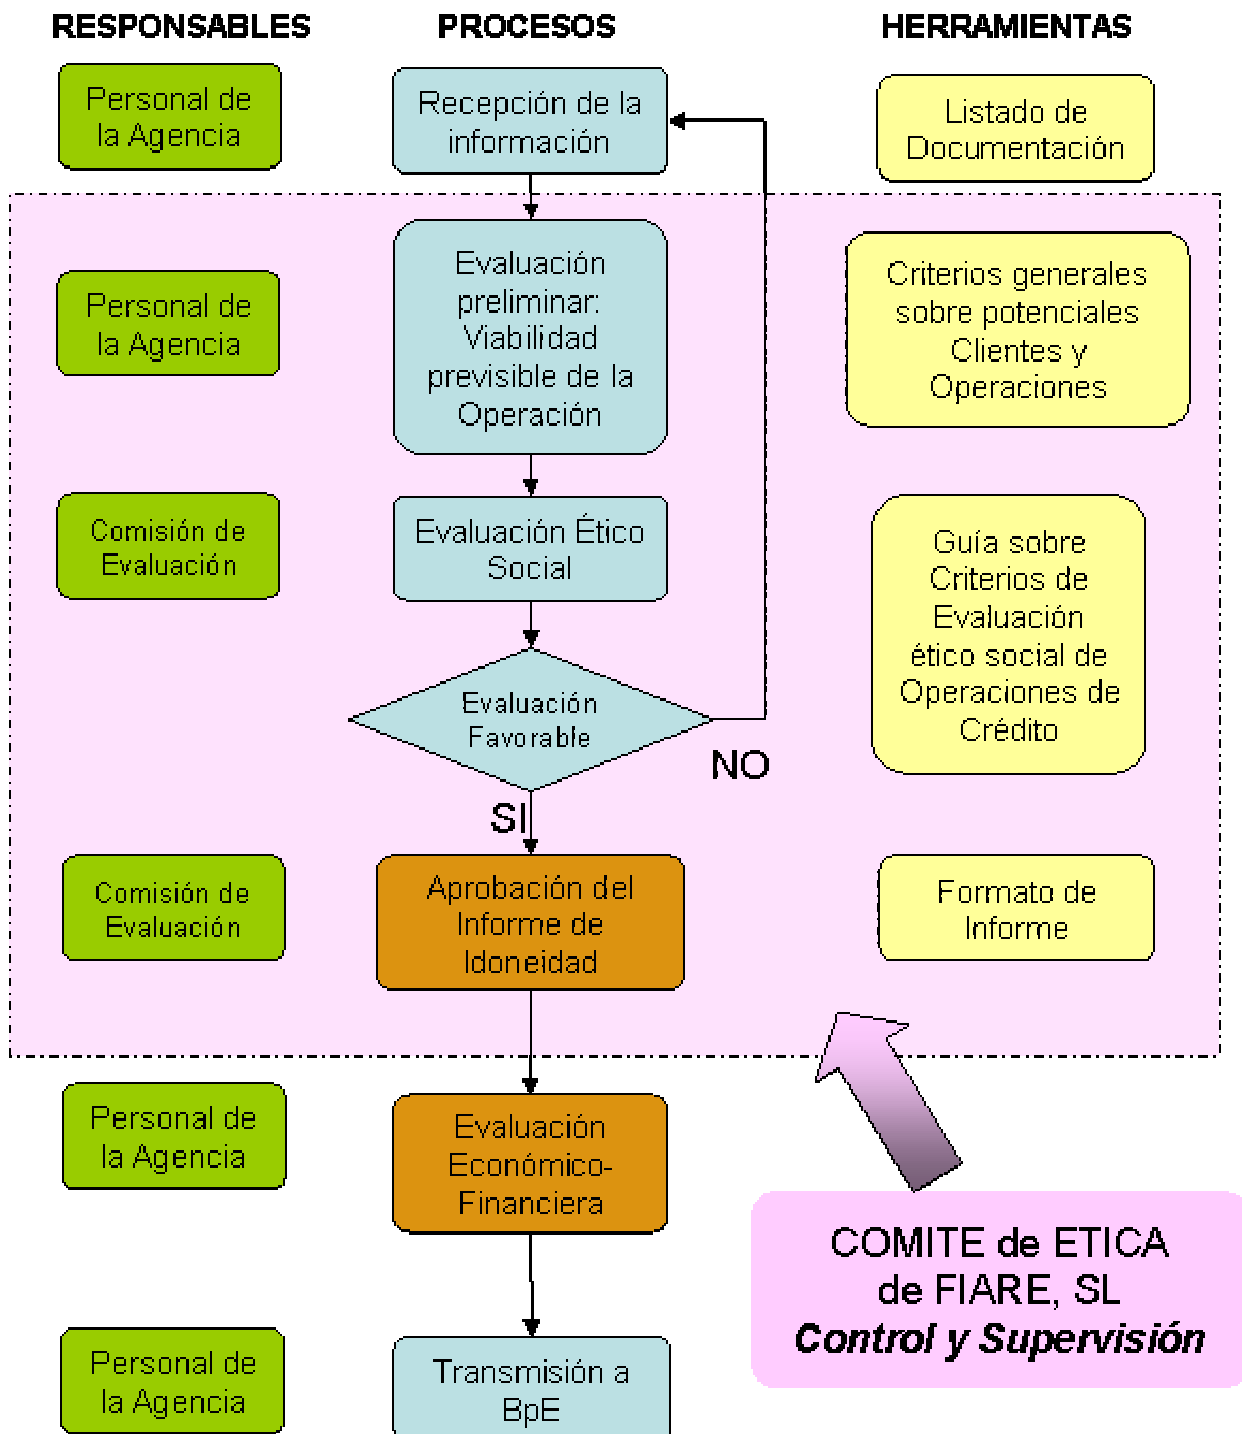 RESPONSABLES PROCESOS HERRAMIENTAS
Personal de
la Agencia
Recepción de la
información
Listado de
Documentación
Personal de
la Agencia
Evaluación
preliminar:
Viabilidad
previsible de la
Operación
Criterios generales
sobre potenciales
Clientes y
Operaciones
Comisión de
Evaluación
Evaluación Ético
Social
Guía sobre
Criterios de
Evaluación
ético social de
Operaciones de
Crédito
Evaluación
Favorable
NO
SI
Comisión de
Evaluación
Aprobación del
Informe de
Idoneidad
Formato de
Informe
Personal de
la Agencia
Evaluación
Económico-
Financiera
COMITE de ETICA
de FIARE, SL
Control y Supervisión
Personal de
la Agencia
Transmisión a
BpE